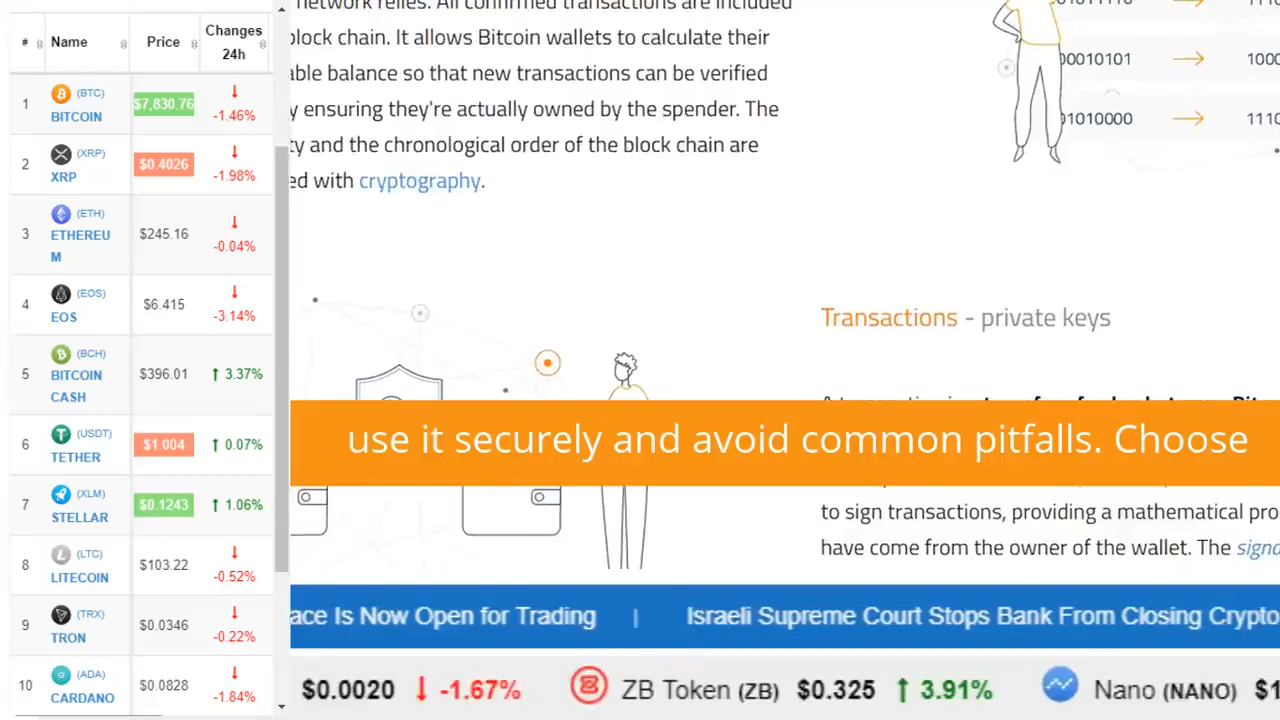 # Name Price Changes 24h
1 (BTC) BITCOIN $7,830.76 ↓ -1.46%
2 (XRP) XRP $0.4026 ↓ -1.98%
3 (ETH) ETHEREUM $245.16 ↓ -0.04%
4 (EOS) EOS $6.415 ↓ -3.14%
5 (BCH) BITCOIN CASH $396.01 ↑ 3.37%
6 (USDT) TETHER $1.004 ↑ 0.07%
7 (XLM) STELLAR $0.1243 ↑ 1.06%
8 (LTC) LITECOIN $103.22 ↓ -0.52%
9 (TRX) TRON $0.0346 ↓ -0.22%
10 (ADA) CARDANO $0.0828 ↓ -1.84%
network relies. All confirmed transactions are included
block chain. It allows Bitcoin wallets to calculate their
able balance so that new transactions can be verified
y ensuring they're actually owned by the spender. The
ty and the chronological order of the block chain are
ed with cryptography.
00010101 → 100
01010000 → 111
Transactions - private keys
use it securely and avoid common pitfalls. Choose
to sign transactions, providing a mathematical pro
have come from the owner of the wallet. The signa
ace Is Now Open for Trading | Israeli Supreme Court Stops Bank From Closing Crypto
$0.0020 ↓ -1.67% ZB Token (ZB) $0.325 ↑ 3.91% Nano (NANO) $1